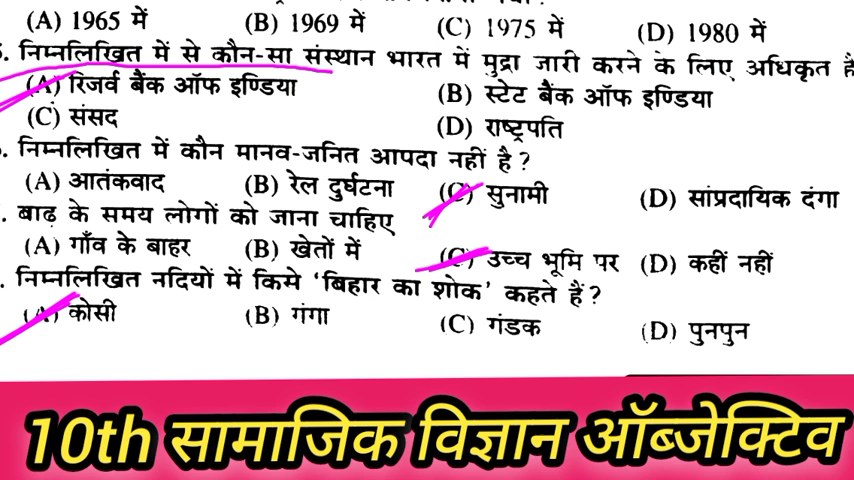 (A) 1965 में (B) 1969 में (C) 1975 में (D) 1980 में
. निम्नलिखित में से कौन-सा संस्थान भारत में मुद्रा जारी करने के लिए अधिकृत है
(A) रिजर्व बैंक ऑफ इण्डिया (B) स्टेट बैंक ऑफ इण्डिया
(C) संसद (D) राष्ट्रपति
. निम्नलिखित में कौन मानव-जनित आपदा नहीं है ?
(A) आतंकवाद (B) रेल दुर्घटना (C) सुनामी (D) सांप्रदायिक दंगा
. बाढ़ के समय लोगों को जाना चाहिए
(A) गाँव के बाहर (B) खेतों में (C) उच्च भूमि पर (D) कहीं नहीं
. निम्नलिखित नदियों में किसे ‘बिहार का शोक’ कहते हैं ?
(A) कोसी (B) गंगा (C) गंडक (D) पुनपुन
10th सामाजिक विज्ञान ऑब्जेक्टिव